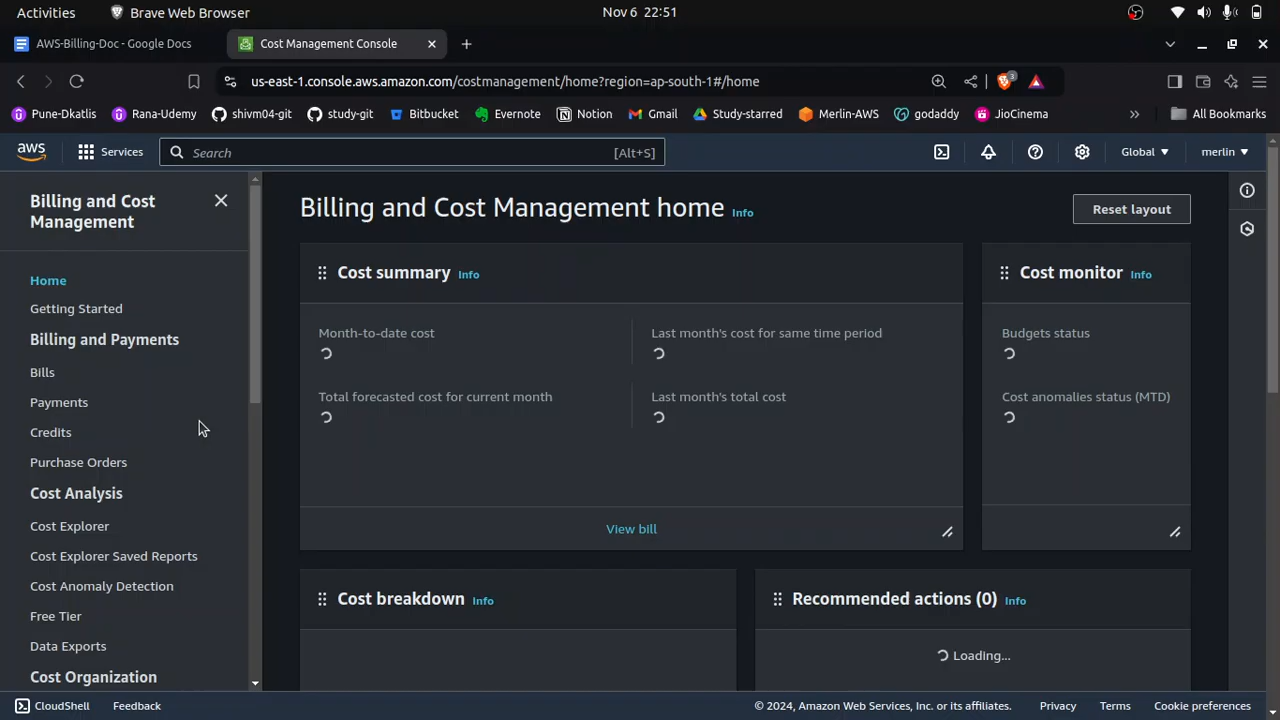 Activities
Brave Web Browser
Nov 6 22:51
AWS-Billing-Doc - Google Docs
Cost Management Console
us-east-1.console.aws.amazon.com/costmanagement/home?region=ap-south-1#/home
3
Pune-Dkatlis
Rana-Udemy
shivm04-git
study-git
Bitbucket
Evernote
Notion
Gmail
Study-starred
Merlin-AWS
godaddy
JioCinema
All Bookmarks
aws
Services
Search
[Alt+S]
Global
merlin
Billing and Cost
Management
Home
Getting Started
Billing and Payments
Bills
Payments
Credits
Purchase Orders
Cost Analysis
Cost Explorer
Cost Explorer Saved Reports
Cost Anomaly Detection
Free Tier
Data Exports
Cost Organization
Billing and Cost Management home Info
Reset layout
Cost summary Info
Month-to-date cost
Last month's cost for same time period
Total forecasted cost for current month
Last month's total cost
View bill
Cost monitor Info
Budgets status
Cost anomalies status (MTD)
Cost breakdown Info
Recommended actions (0) Info
Loading...
CloudShell
Feedback
© 2024, Amazon Web Services, Inc. or its affiliates.
Privacy
Terms
Cookie preferences